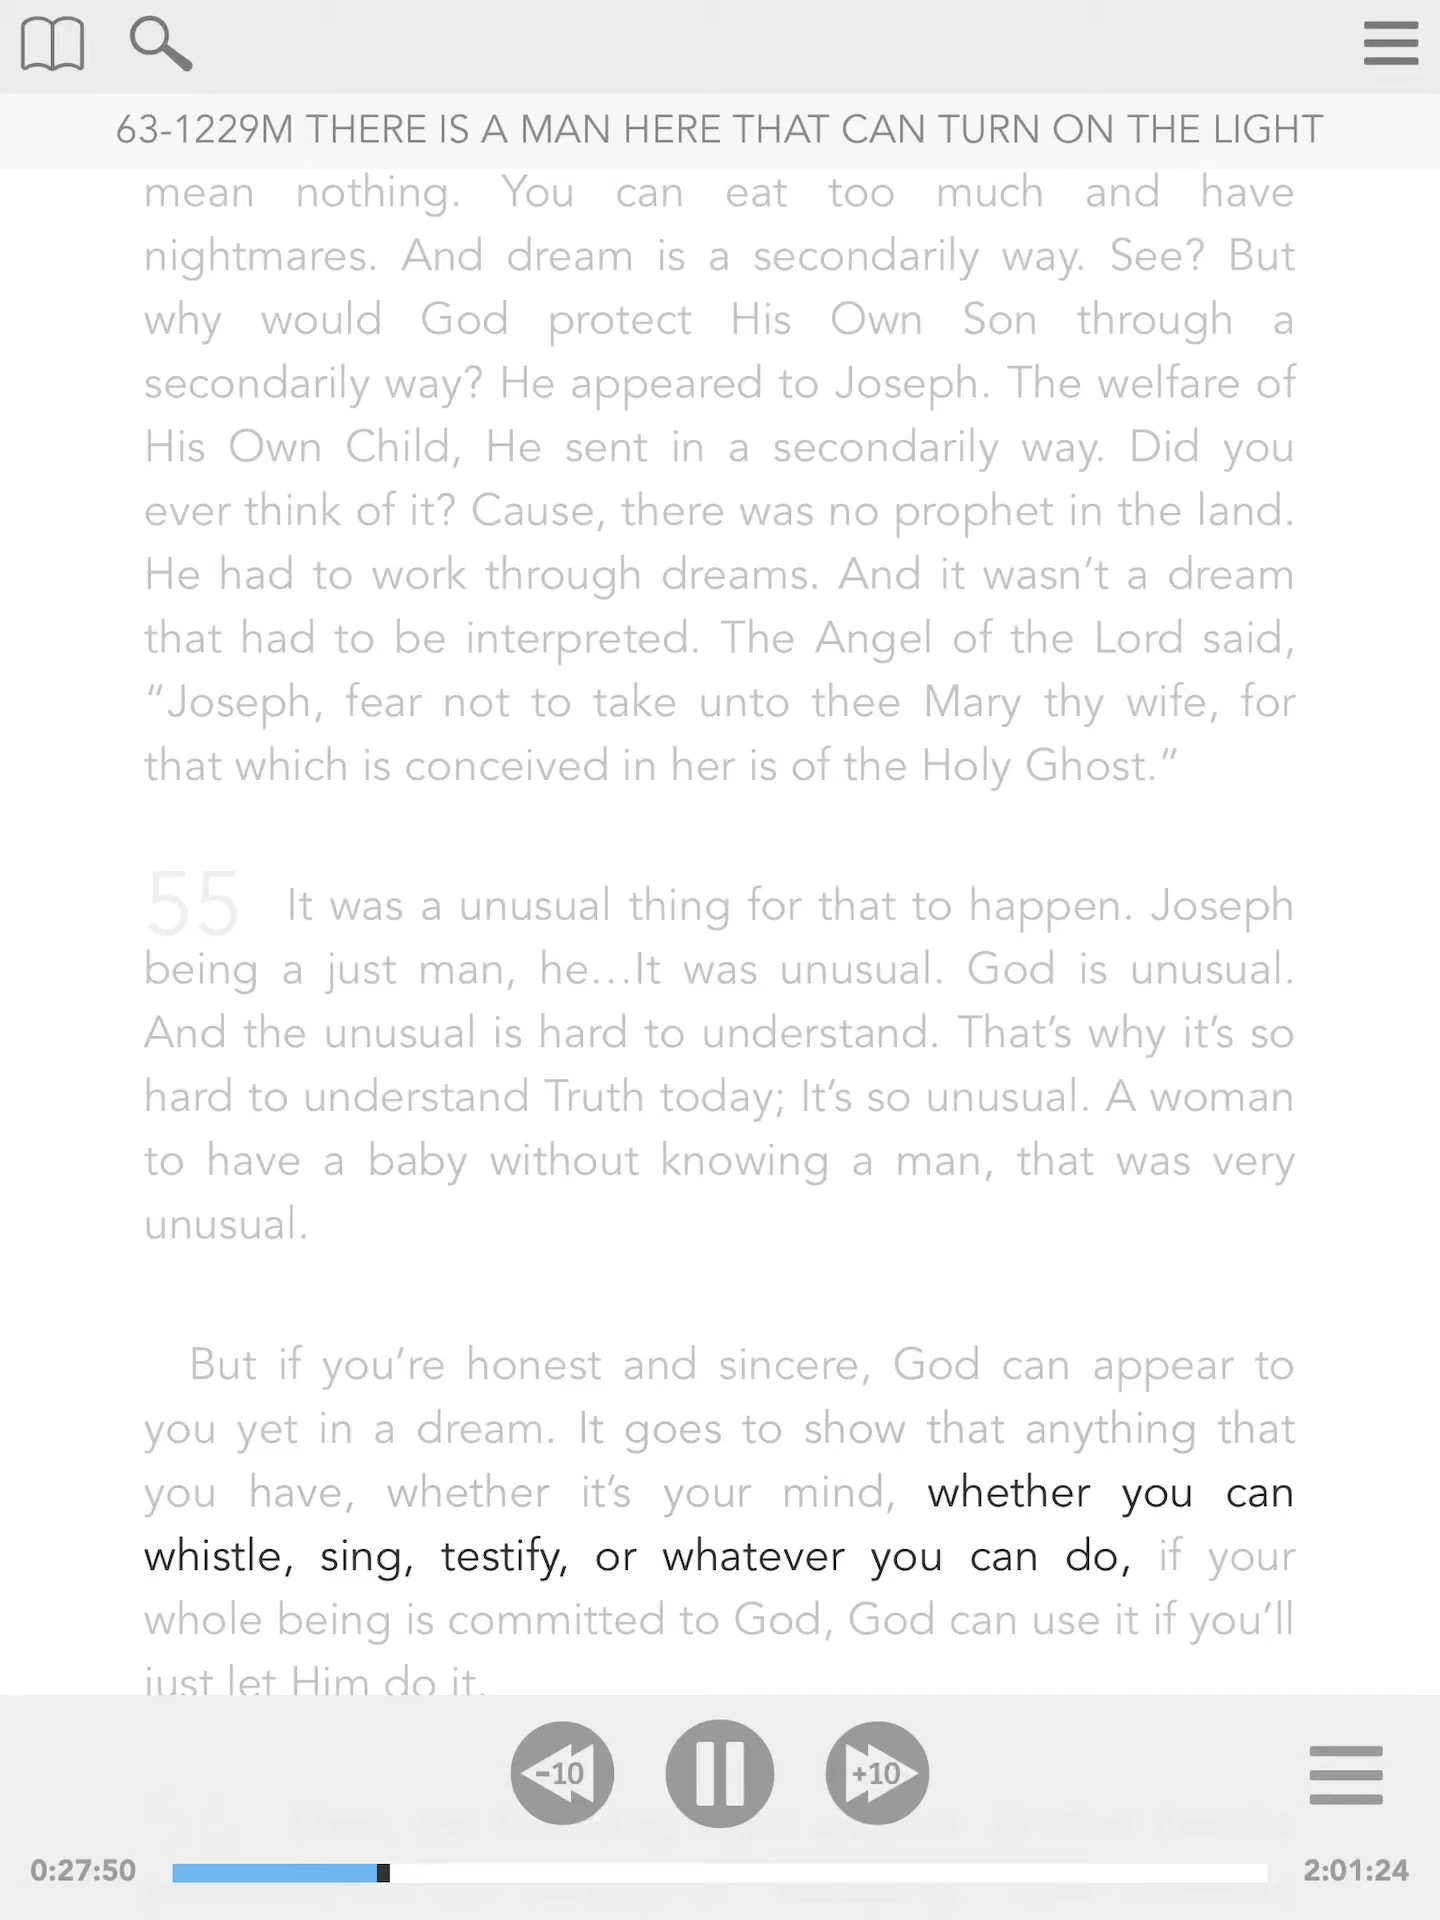 63-1229M THERE IS A MAN HERE THAT CAN TURN ON THE LIGHT
mean nothing. You can eat too much and have
nightmares. And dream is a secondarily way. See? But
why would God protect His Own Son through a
secondarily way? He appeared to Joseph. The welfare of
His Own Child, He sent in a secondarily way. Did you
ever think of it? Cause, there was no prophet in the land.
He had to work through dreams. And it wasn’t a dream
that had to be interpreted. The Angel of the Lord said,
“Joseph, fear not to take unto thee Mary thy wife, for
that which is conceived in her is of the Holy Ghost.”
55 It was a unusual thing for that to happen. Joseph
being a just man, he…It was unusual. God is unusual.
And the unusual is hard to understand. That’s why it’s so
hard to understand Truth today; It’s so unusual. A woman
to have a baby without knowing a man, that was very
unusual.
But if you’re honest and sincere, God can appear to
you yet in a dream. It goes to show that anything that
you have, whether it’s your mind, whether you can
whistle, sing, testify, or whatever you can do, if your
whole being is committed to God, God can use it if you’ll
just let Him do it.
-10 +10
0:27:50 2:01:24